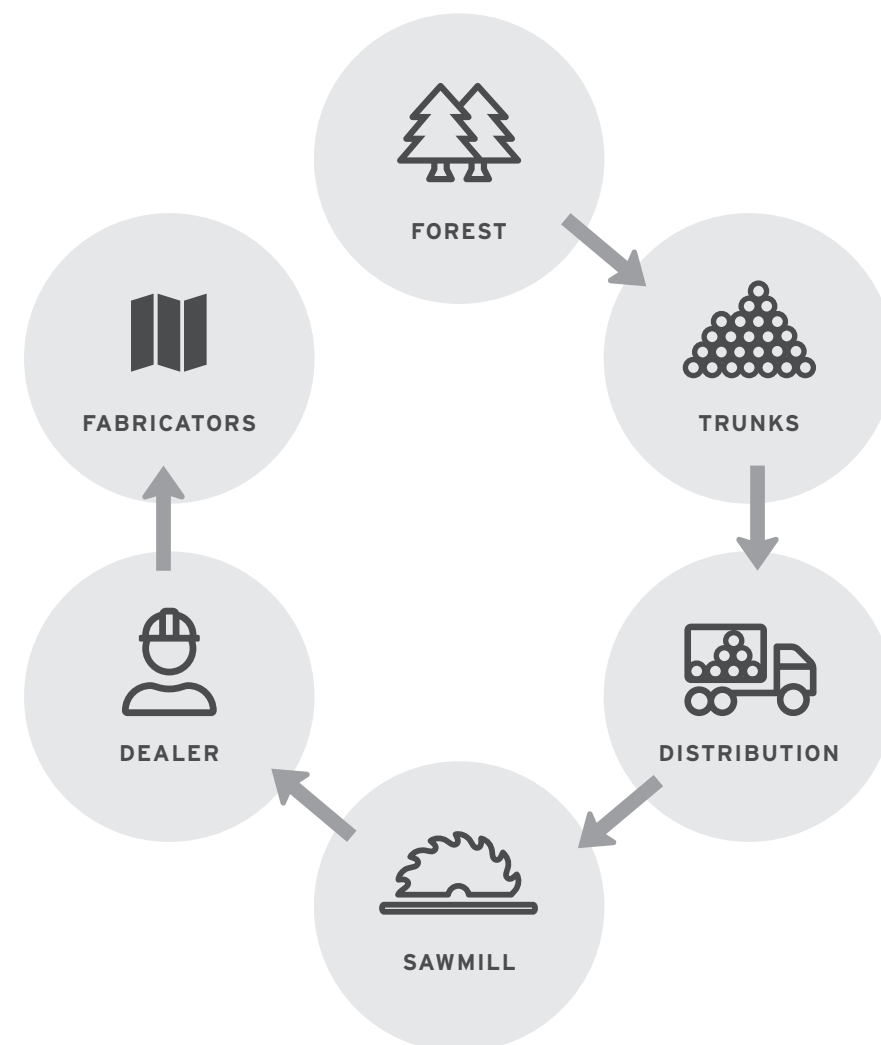 FOREST
TRUNKS
DISTRIBUTION
SAWMILL
DEALER
FABRICATORS